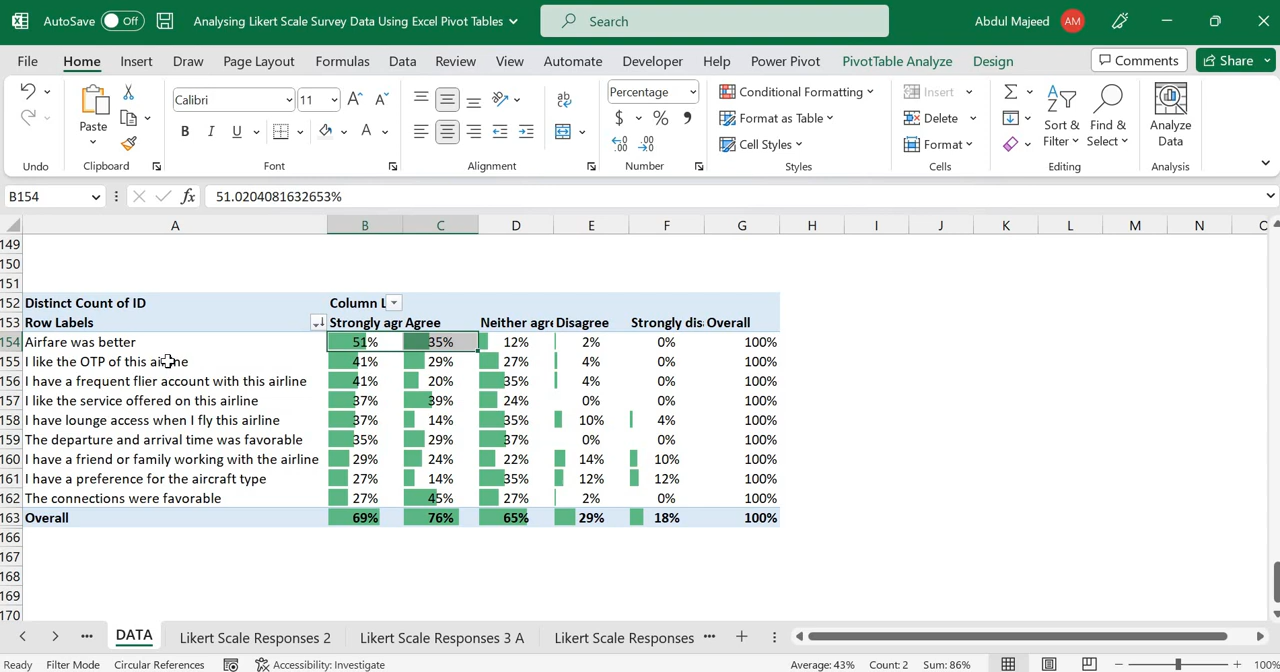 AutoSave Off Analysing Likert Scale Survey Data Using Excel Pivot Tables Search Abdul Majeed AM
File Home Insert Draw Page Layout Formulas Data Review View Automate Developer Help Power Pivot PivotTable Analyze Design Comments Share
Calibri 11 A A Percentage Conditional Formatting Insert Σ
Paste B I U A $ % Format as Table Delete Sort & Filter Find & Select Analyze Data
Cell Styles Format
Undo Clipboard Font Alignment Number Styles Cells Editing Analysis
B154 fx 51.0204081632653%
A B C D E F G H I J K L M N
149
150
151
152 Distinct Count of ID Column L
153 Row Labels Strongly agr Agree Neither agre Disagree Strongly dis Overall
154 Airfare was better 51% 35% 12% 2% 0% 100%
155 I like the OTP of this airline 41% 29% 27% 4% 0% 100%
156 I have a frequent flier account with this airline 41% 20% 35% 4% 0% 100%
157 I like the service offered on this airline 37% 39% 24% 0% 0% 100%
158 I have lounge access when I fly this airline 37% 14% 35% 10% 4% 100%
159 The departure and arrival time was favorable 35% 29% 37% 0% 0% 100%
160 I have a friend or family working with the airline 29% 24% 22% 14% 10% 100%
161 I have a preference for the aircraft type 27% 14% 35% 12% 12% 100%
162 The connections were favorable 27% 45% 27% 2% 0% 100%
163 Overall 69% 76% 65% 29% 18% 100%
166
167
168
169
170
DATA Likert Scale Responses 2 Likert Scale Responses 3 A Likert Scale Responses
Ready Filter Mode Circular References Accessibility: Investigate Average: 43% Count: 2 Sum: 86% 100%